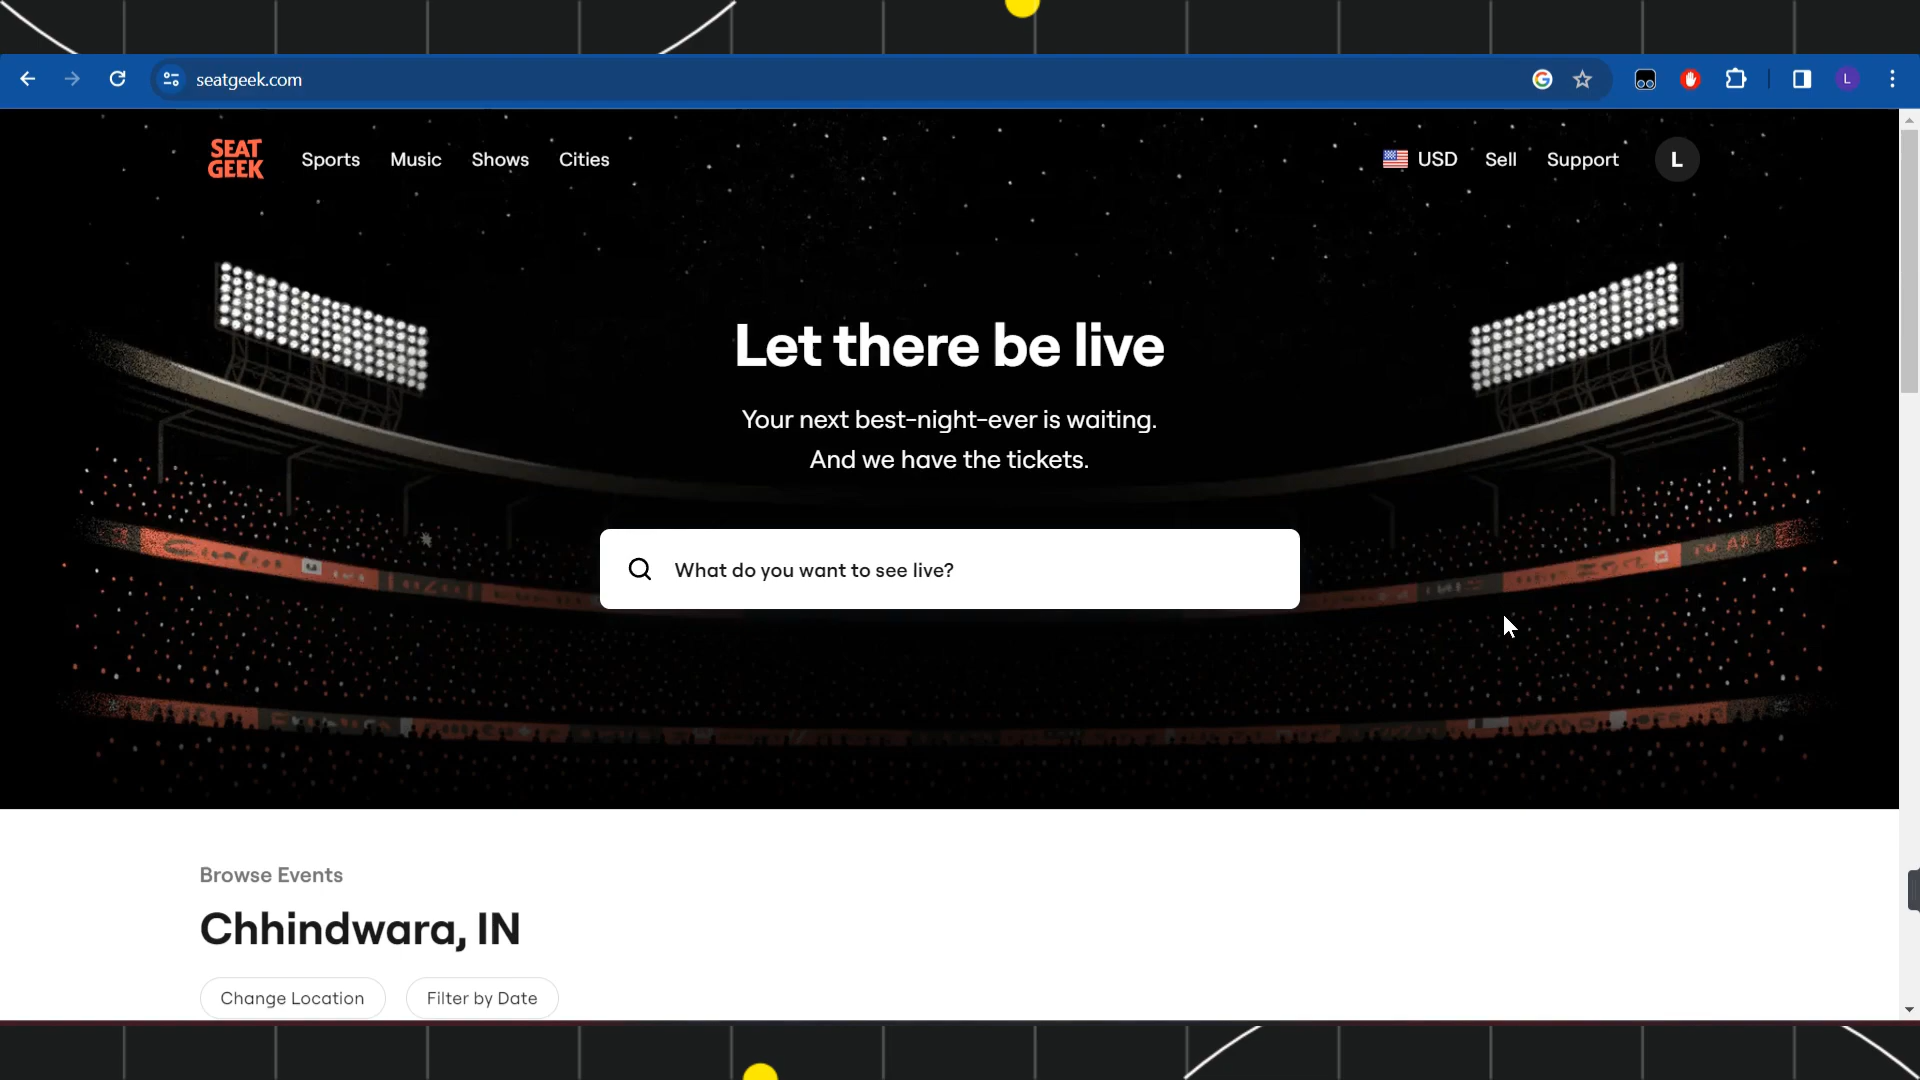 seatgeek.com
L
SEAT
GEEK
Sports
Music
Shows
Cities
USD
Sell
Support
L
Let there be live
Your next best-night-ever is waiting.
And we have the tickets.
What do you want to see live?
Browse Events
Chhindwara, IN
Change Location
Filter by Date